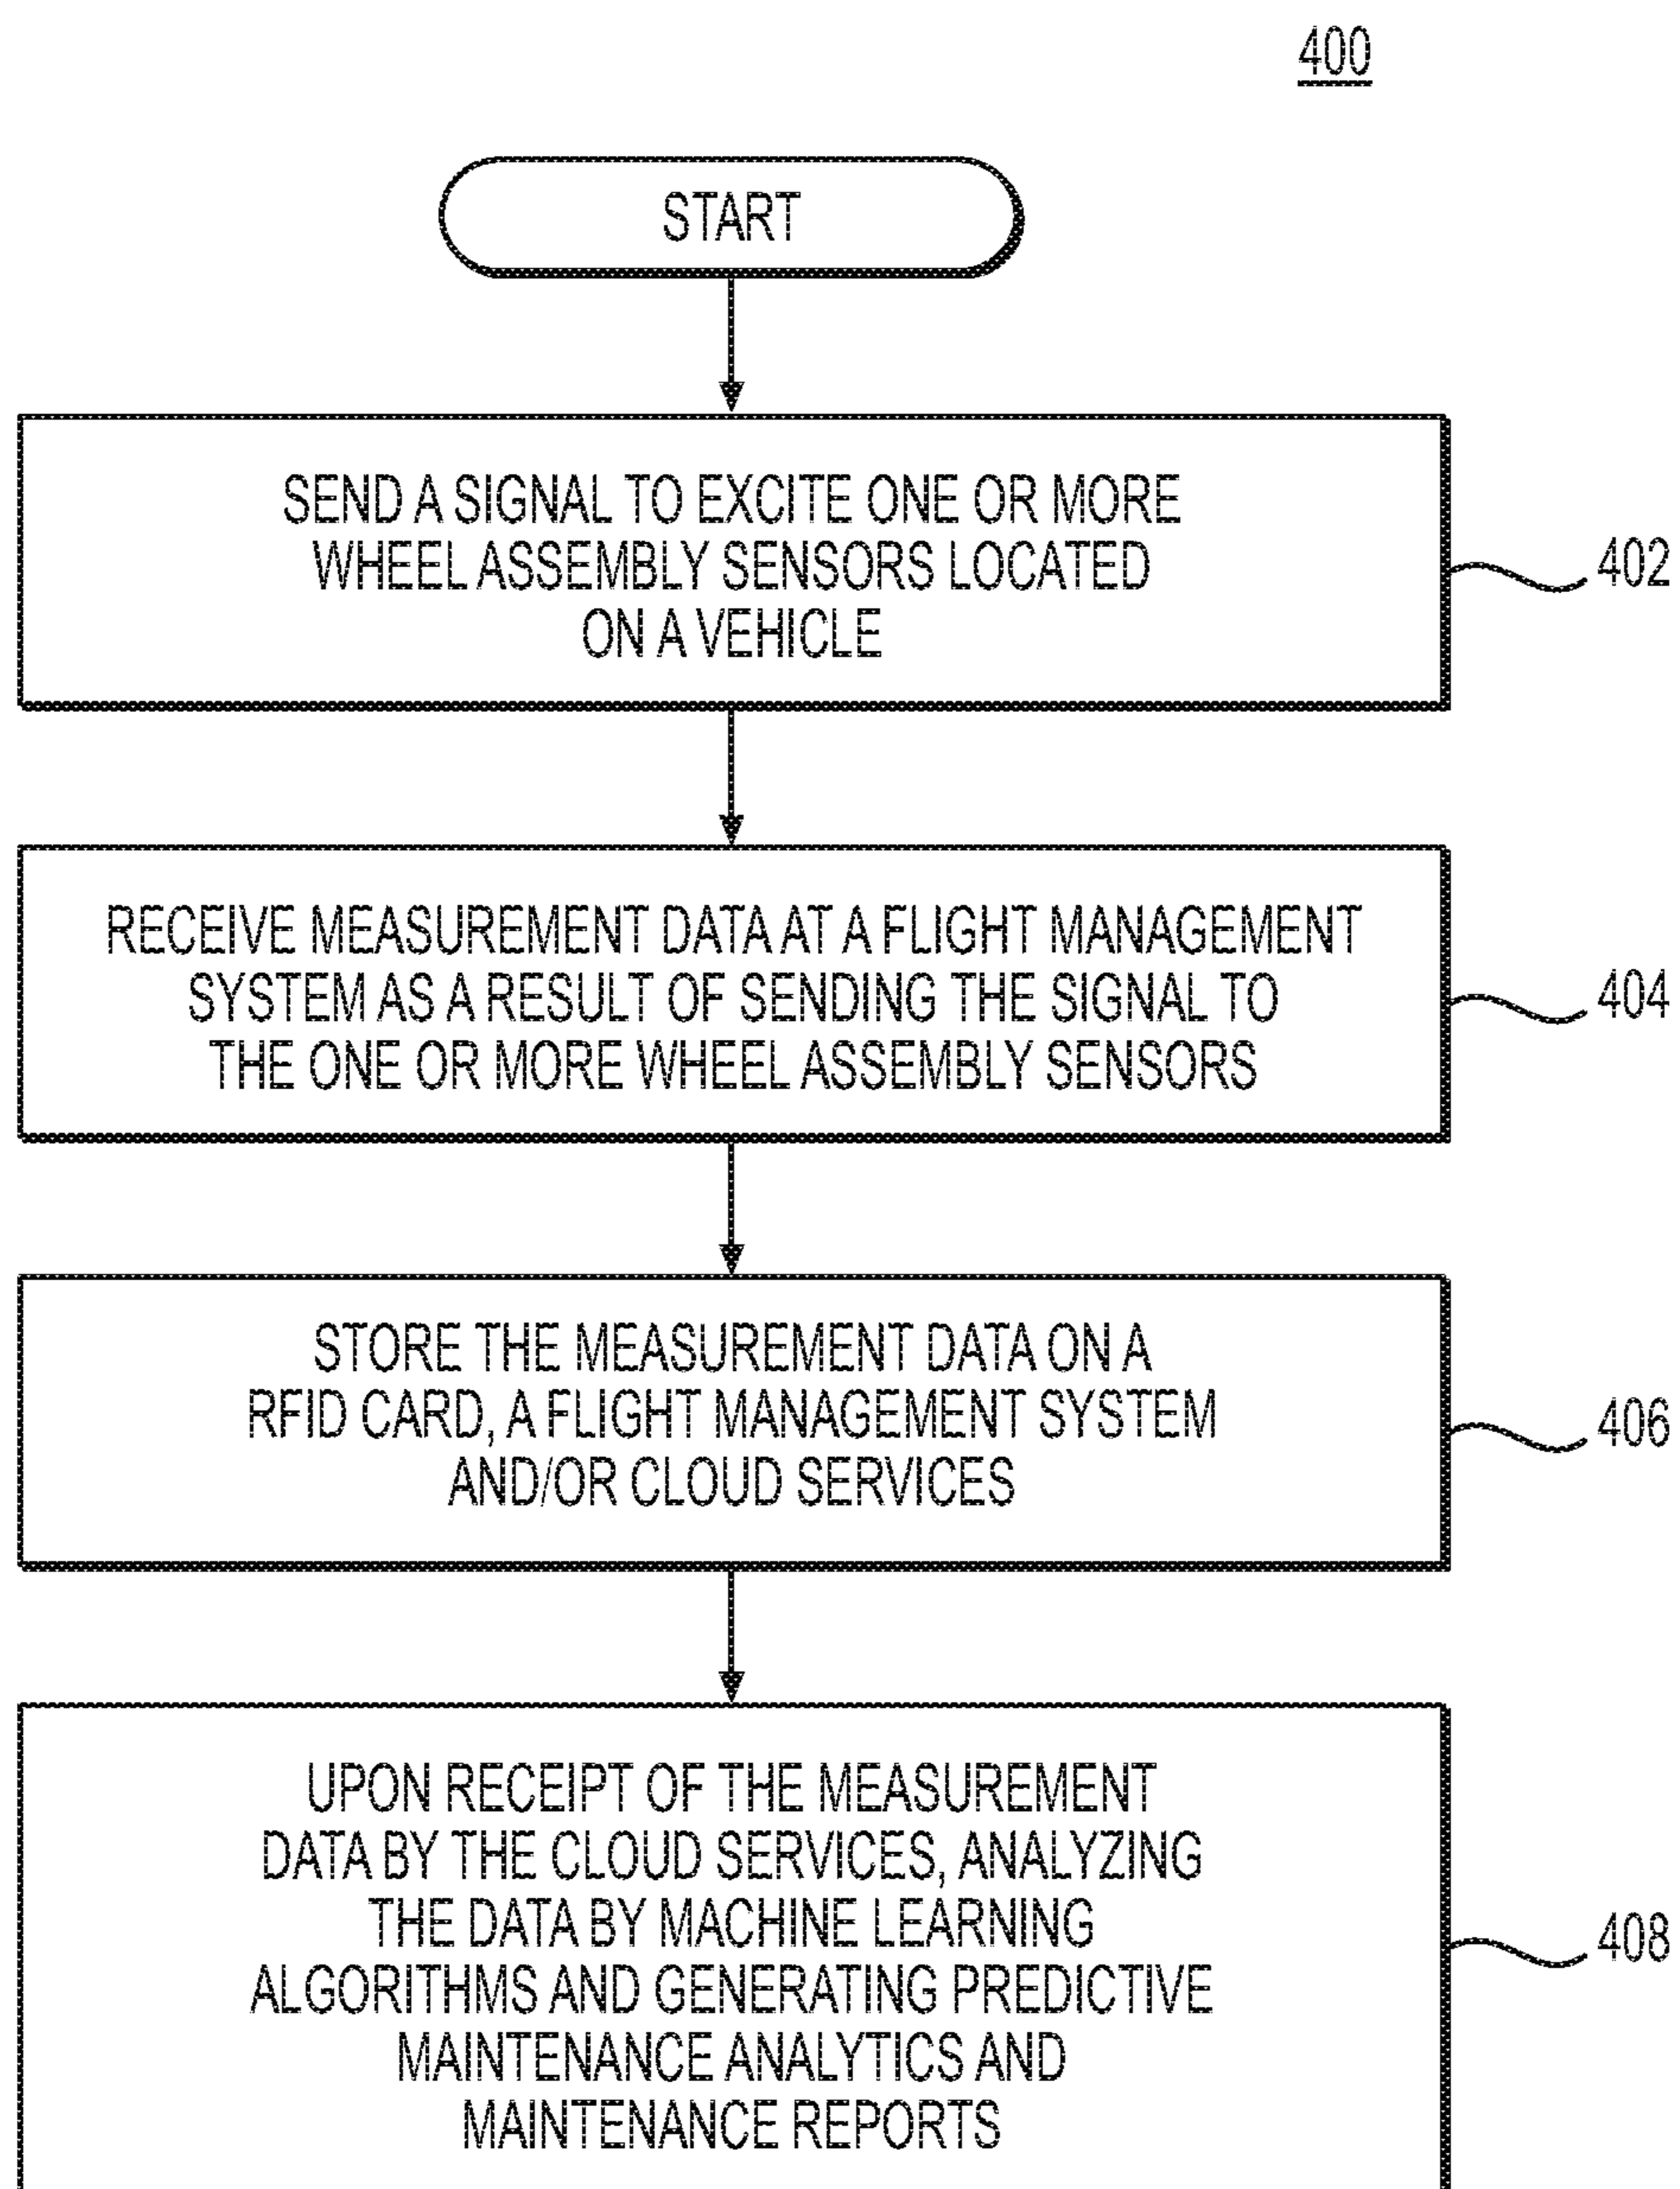 400
START
SEND A SIGNAL TO EXCITE ONE OR MORE
WHEEL ASSEMBLY SENSORS LOCATED
ON A VEHICLE
402
RECEIVE MEASUREMENT DATA AT A FLIGHT MANAGEMENT
SYSTEM AS A RESULT OF SENDING THE SIGNAL TO
THE ONE OR MORE WHEEL ASSEMBLY SENSORS
404
STORE THE MEASUREMENT DATA ON A
RFID CARD, A FLIGHT MANAGEMENT SYSTEM
AND/OR CLOUD SERVICES
406
UPON RECEIPT OF THE MEASUREMENT
DATA BY THE CLOUD SERVICES, ANALYZING
THE DATA BY MACHINE LEARNING
ALGORITHMS AND GENERATING PREDICTIVE
MAINTENANCE ANALYTICS AND
MAINTENANCE REPORTS
408